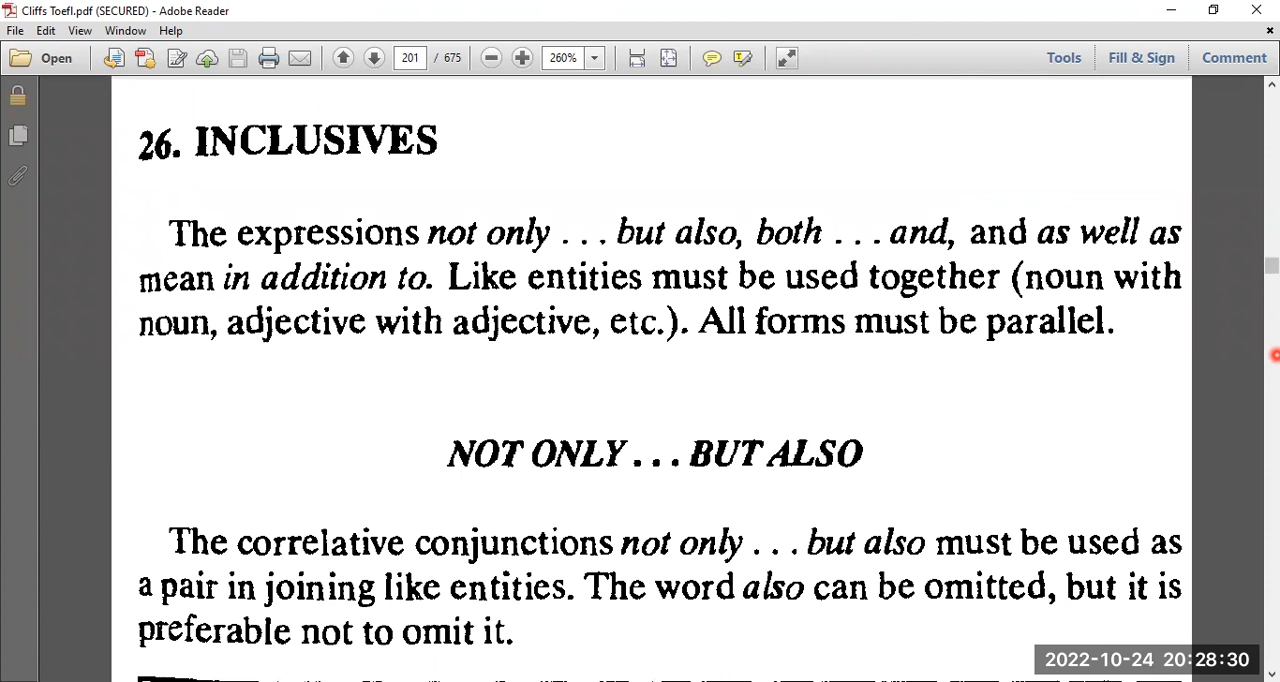 Cliffs Toefl.pdf (SECURED) - Adobe Reader
File Edit View Window Help
Open 201 / 675 260% Tools Fill & Sign Comment
26. INCLUSIVES
The expressions not only . . . but also, both . . . and, and as well as
mean in addition to. Like entities must be used together (noun with
noun, adjective with adjective, etc.). All forms must be parallel.
NOT ONLY . . . BUT ALSO
The correlative conjunctions not only . . . but also must be used as
a pair in joining like entities. The word also can be omitted, but it is
preferable not to omit it.
2022-10-24 20:28:30